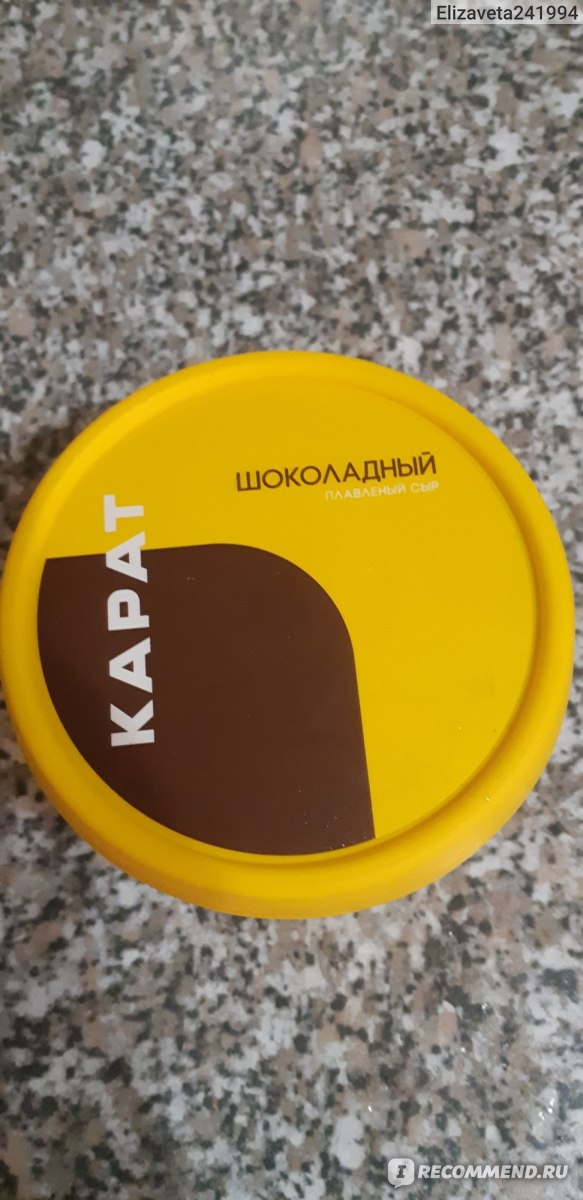 Elizaveta241994
ШОКОЛАДНЫЙ
ПЛАВЛЕНЫЙ СЫР
КАРАТ
I RECOMMEND.RU